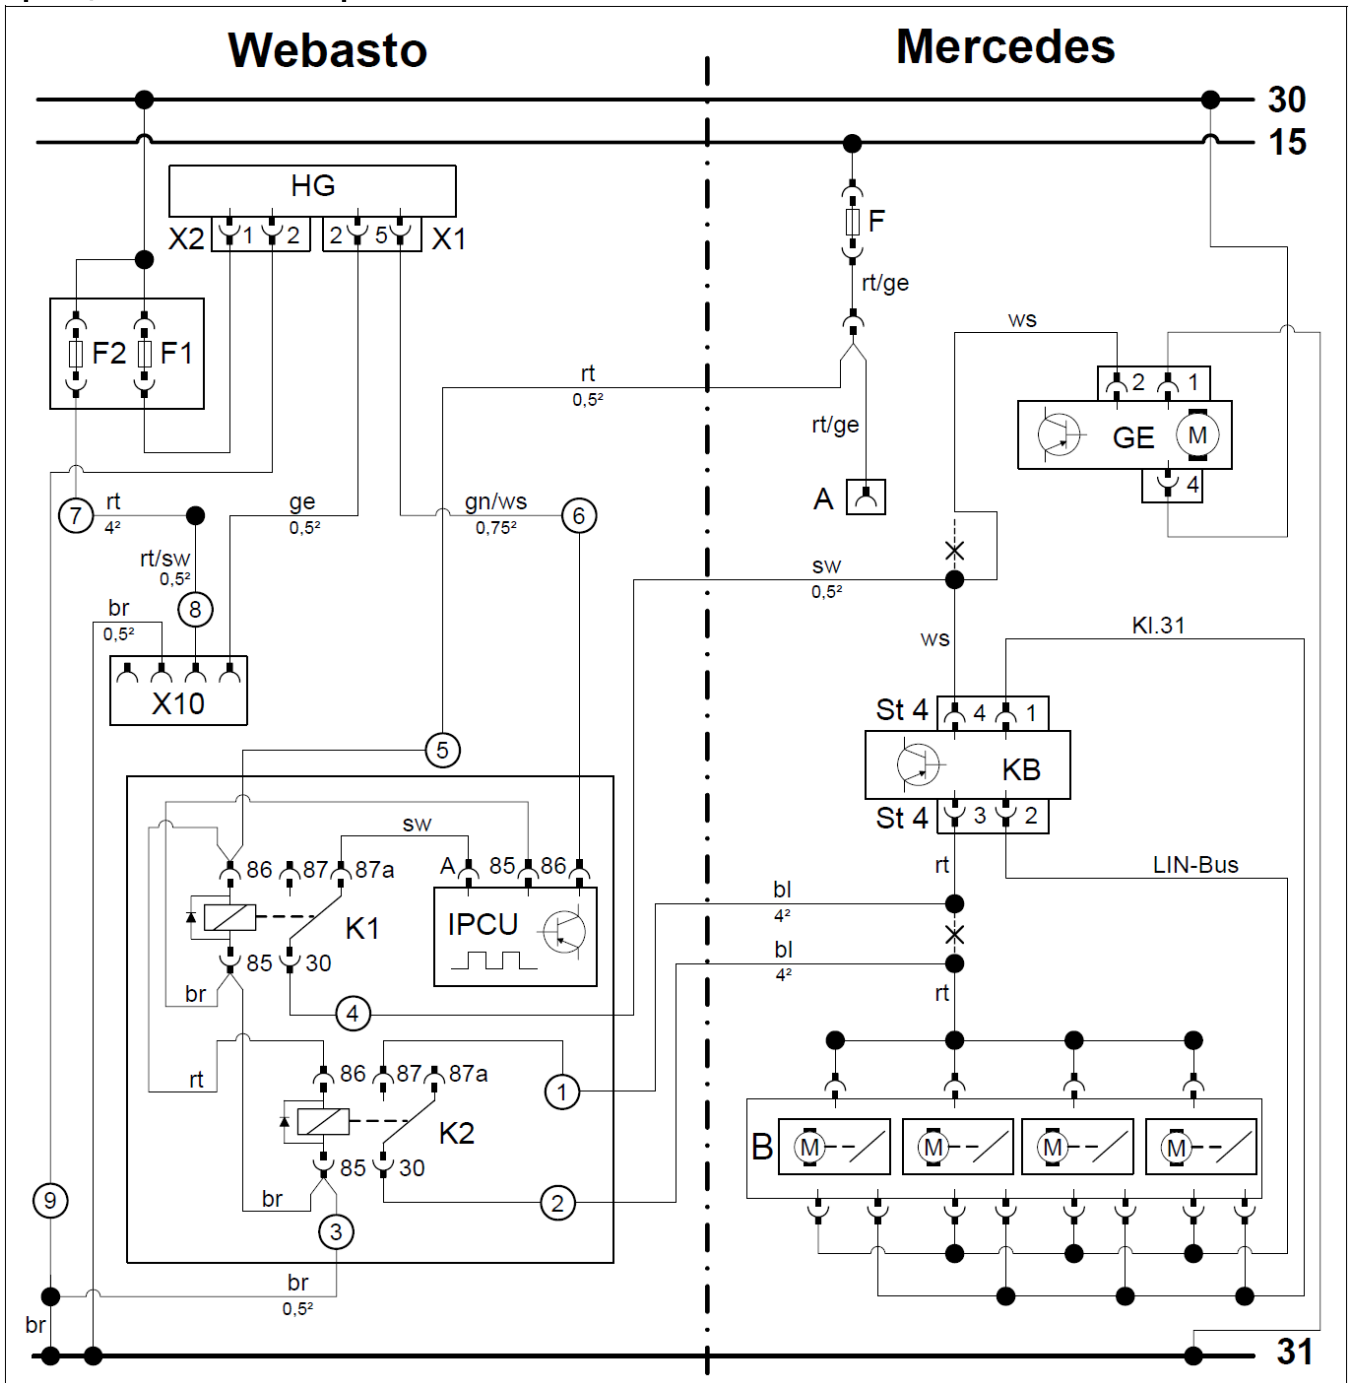 Webasto
Mercedes
30
15
HG
X2 1 2 2 5 X1
F
rt/ge
F2 F1
ws
rt
0,5²
2 1
GE M
rt/ge
4
A
7 rt
4²
ge
0,5²
gn/ws
0,75²
6
rt/sw
0,5²
sw
0,5²
8
br
0,5²
Kl.31
ws
X10
St 4 4 1
5
KB
St 4 3 2
sw
rt
LIN-Bus
86 87 87a
A 85 86
bl
4²
K1
IPCU
bl
4²
85 30
br
rt
4
86 87 87a
rt
1
K2
B M M M M
85 30
br
2
9
3
br
0,5²
br
31